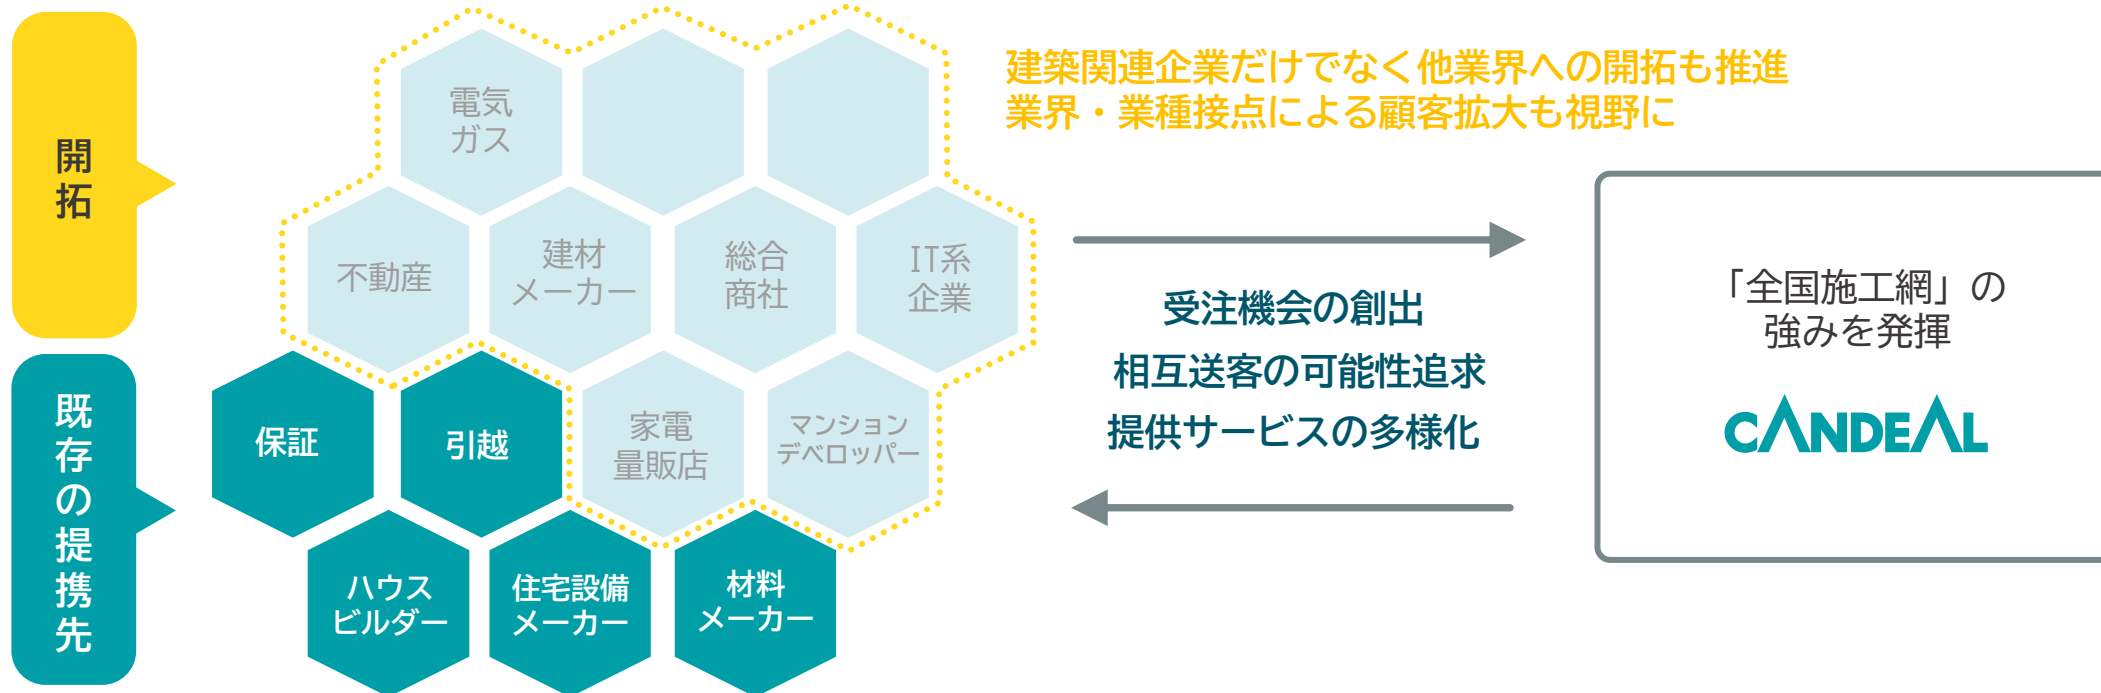 開拓
電気
ガス
不動産
建材
メーカー
総合
商社
IT系
企業
家電
量販店
マンション
デベロッパー
既存の提携先
保証
引越
ハウス
ビルダー
住宅設備
メーカー
材料
メーカー
建築関連企業だけでなく他業界への開拓も推進
業界・業種接点による顧客拡大も視野に
受注機会の創出
相互送客の可能性追求
提供サービスの多様化
「全国施工網」の
強みを発揮
CANDEAL